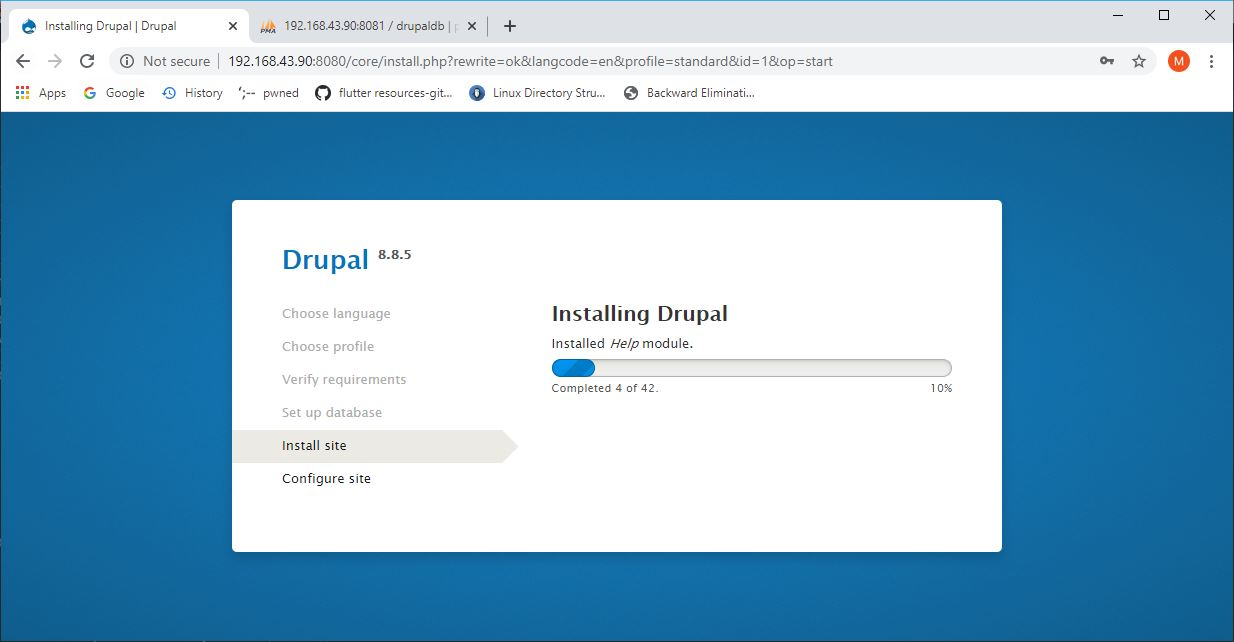 Installing Drupal | Drupal
192.168.43.90:8081 / drupaldb |
Not secure
192.168.43.90:8080/core/install.php?rewrite=ok&langcode=en&profile=standard&id=1&op=start
M
Apps
Google
History
';-- pwned
flutter resources-git...
Linux Directory Stru...
Backward Eliminati...
Drupal 8.8.5
Choose language
Choose profile
Verify requirements
Set up database
Install site
Configure site
Installing Drupal
Installed Help module.
Completed 4 of 42.
10%